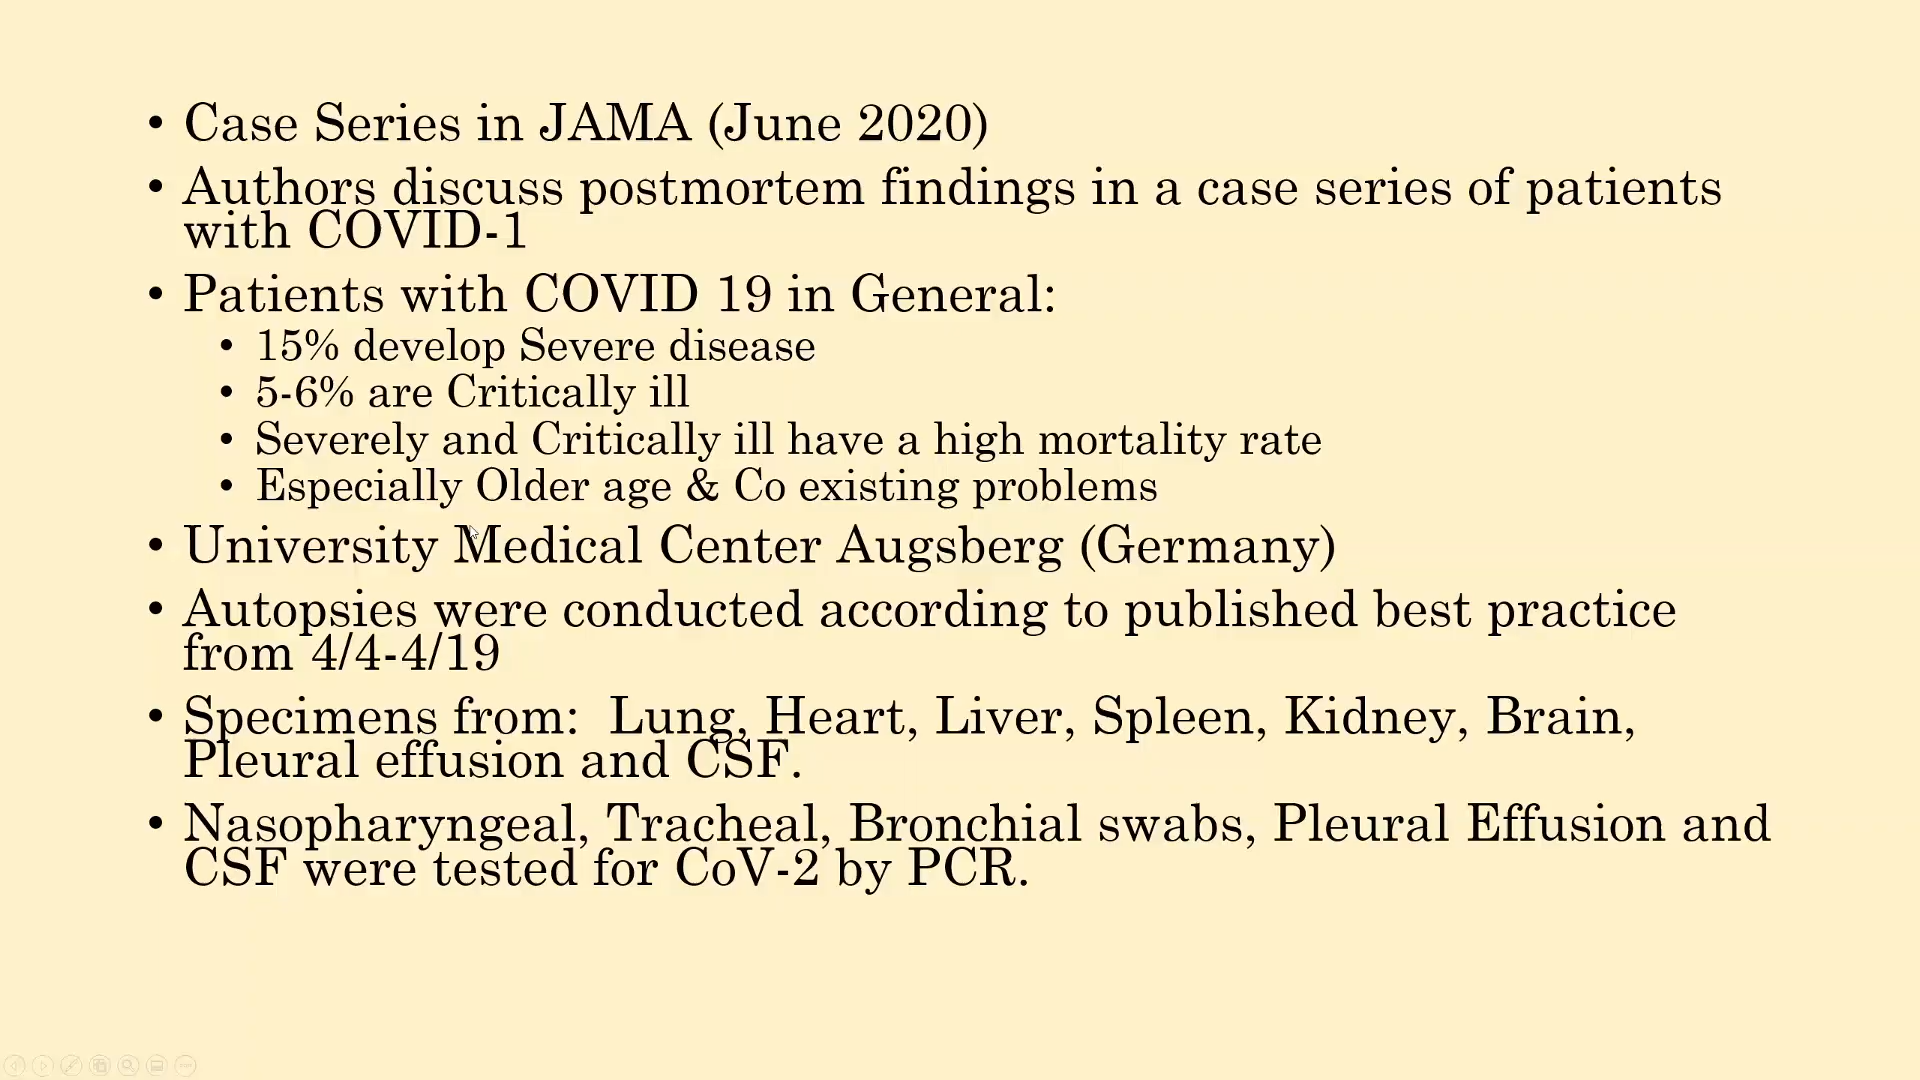 • Case Series in JAMA (June 2020)
• Authors discuss postmortem findings in a case series of patients
with COVID-1
• Patients with COVID 19 in General:
• 15% develop Severe disease
• 5-6% are Critically ill
• Severely and Critically ill have a high mortality rate
• Especially Older age & Co existing problems
• University Medical Center Augsberg (Germany)
• Autopsies were conducted according to published best practice
from 4/4-4/19
• Specimens from:  Lung, Heart, Liver, Spleen, Kidney, Brain,
Pleural effusion and CSF.
• Nasopharyngeal, Tracheal, Bronchial swabs, Pleural Effusion and
CSF were tested for CoV-2 by PCR.